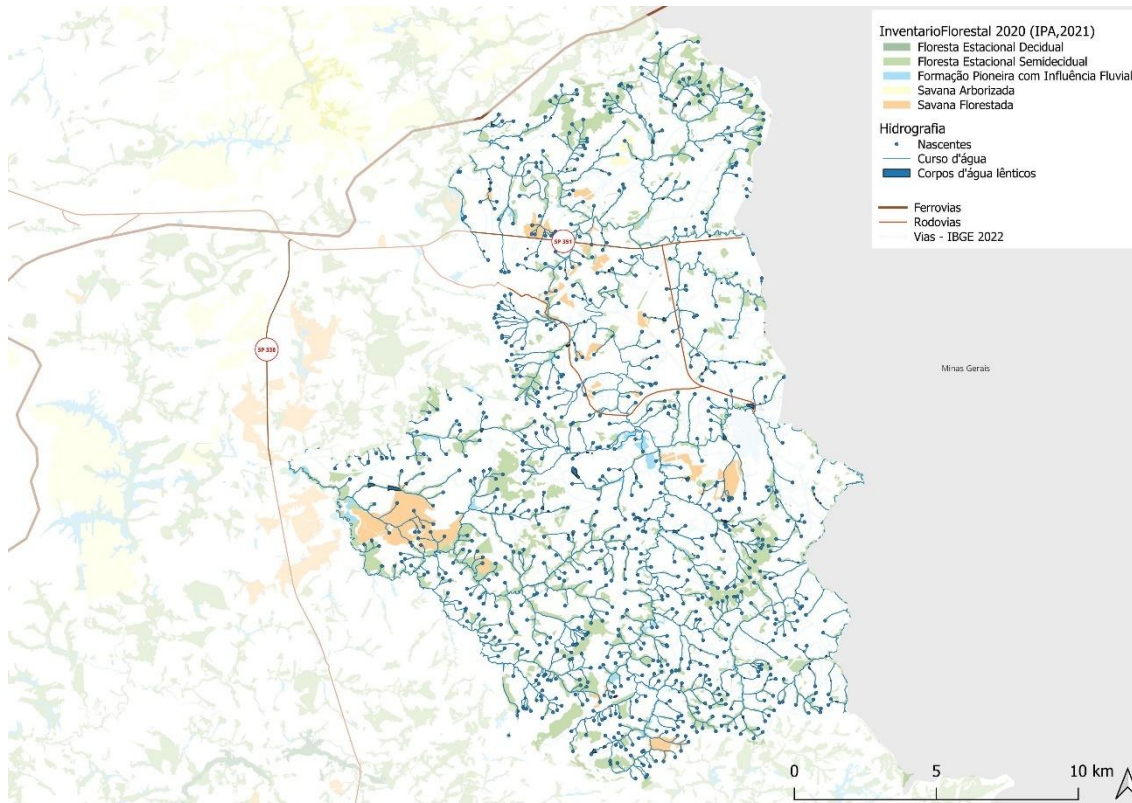 InventarioFlorestal 2020 (IPA,2021)
Floresta Estacional Decidual
Floresta Estacional Semidecidual
Formação Pioneira com Influência Fluvial
Savana Arborizada
Savana Florestada
Hidrografia
Nascentes
Curso d'água
Corpos d'água lênticos
Ferrovias
Rodovias
Vias - IBGE 2022
SP 351
SP 330
Minas Gerais
0 5 10 km